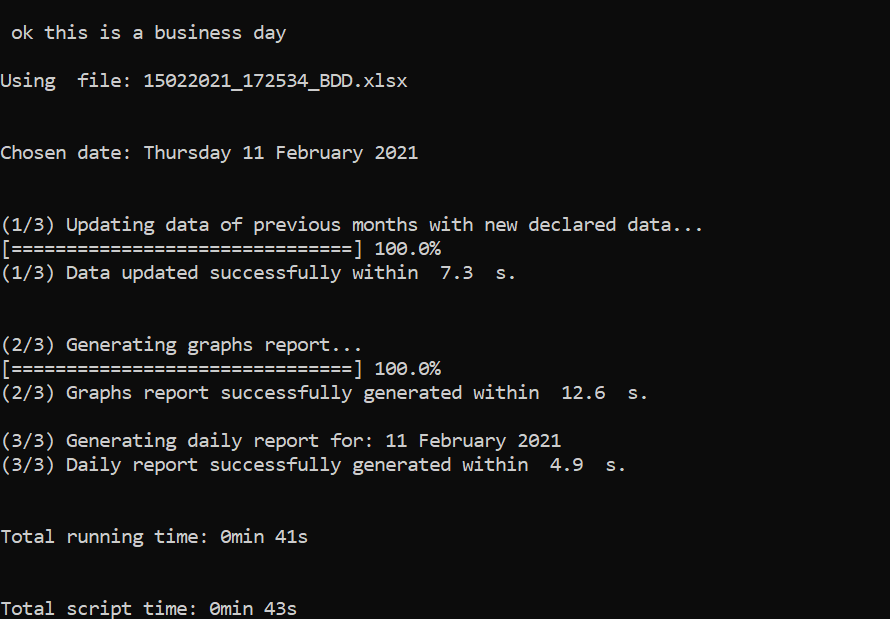 ok this is a business day
Using  file: 15022021_172534_BDD.xlsx
Chosen date: Thursday 11 February 2021
(1/3) Updating data of previous months with new declared data...
[===============================] 100.0%
(1/3) Data updated successfully within  7.3  s.
(2/3) Generating graphs report...
[===============================] 100.0%
(2/3) Graphs report successfully generated within  12.6  s.
(3/3) Generating daily report for: 11 February 2021
(3/3) Daily report successfully generated within  4.9  s.
Total running time: 0min 41s
Total script time: 0min 43s